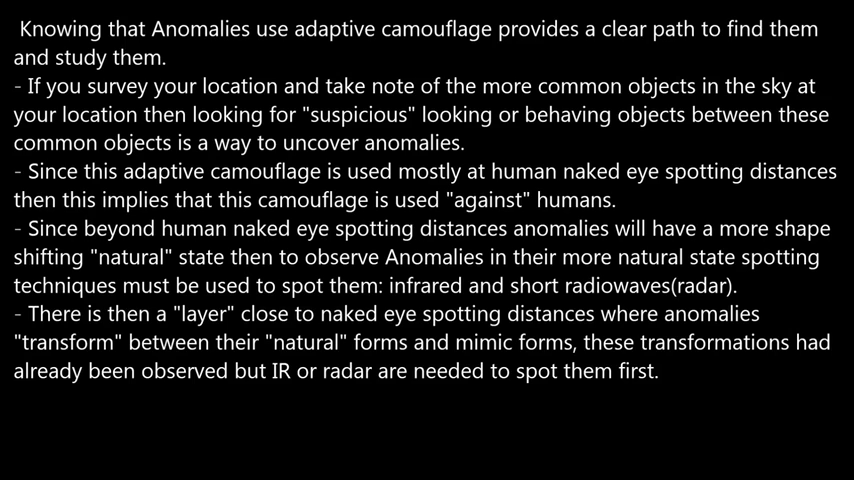 Knowing that Anomalies use adaptive camouflage provides a clear path to find them
and study them.
- If you survey your location and take note of the more common objects in the sky at
your location then looking for "suspicious" looking or behaving objects between these
common objects is a way to uncover anomalies.
- Since this adaptive camouflage is used mostly at human naked eye spotting distances
then this implies that this camouflage is used "against" humans.
- Since beyond human naked eye spotting distances anomalies will have a more shape
shifting "natural" state then to observe Anomalies in their more natural state spotting
techniques must be used to spot them: infrared and short radiowaves(radar).
- There is then a "layer" close to naked eye spotting distances where anomalies
"transform" between their "natural" forms and mimic forms, these transformations had
already been observed but IR or radar are needed to spot them first.